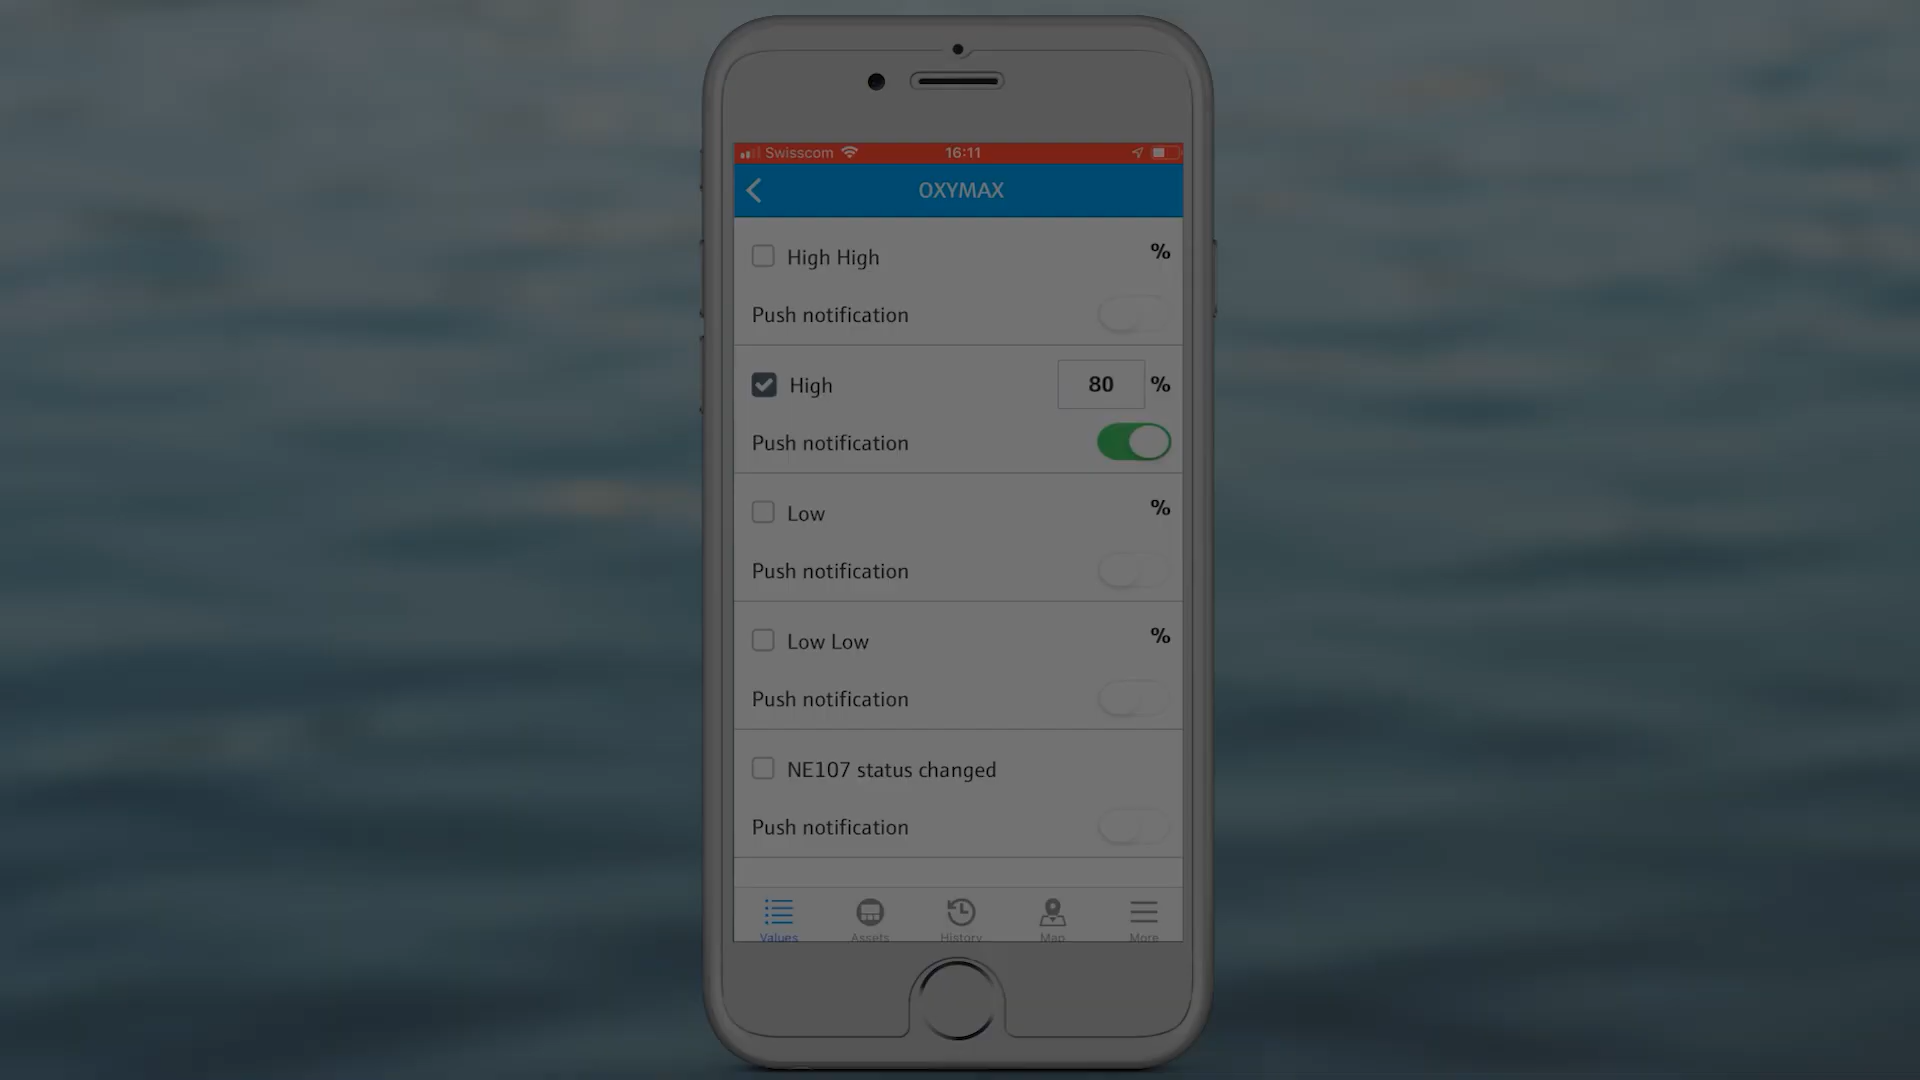 Swisscom 16:11
OXYMAX
High High %
Push notification
High 80 %
Push notification
Low %
Push notification
Low Low %
Push notification
NE107 status changed
Push notification
Values Assets History Map More